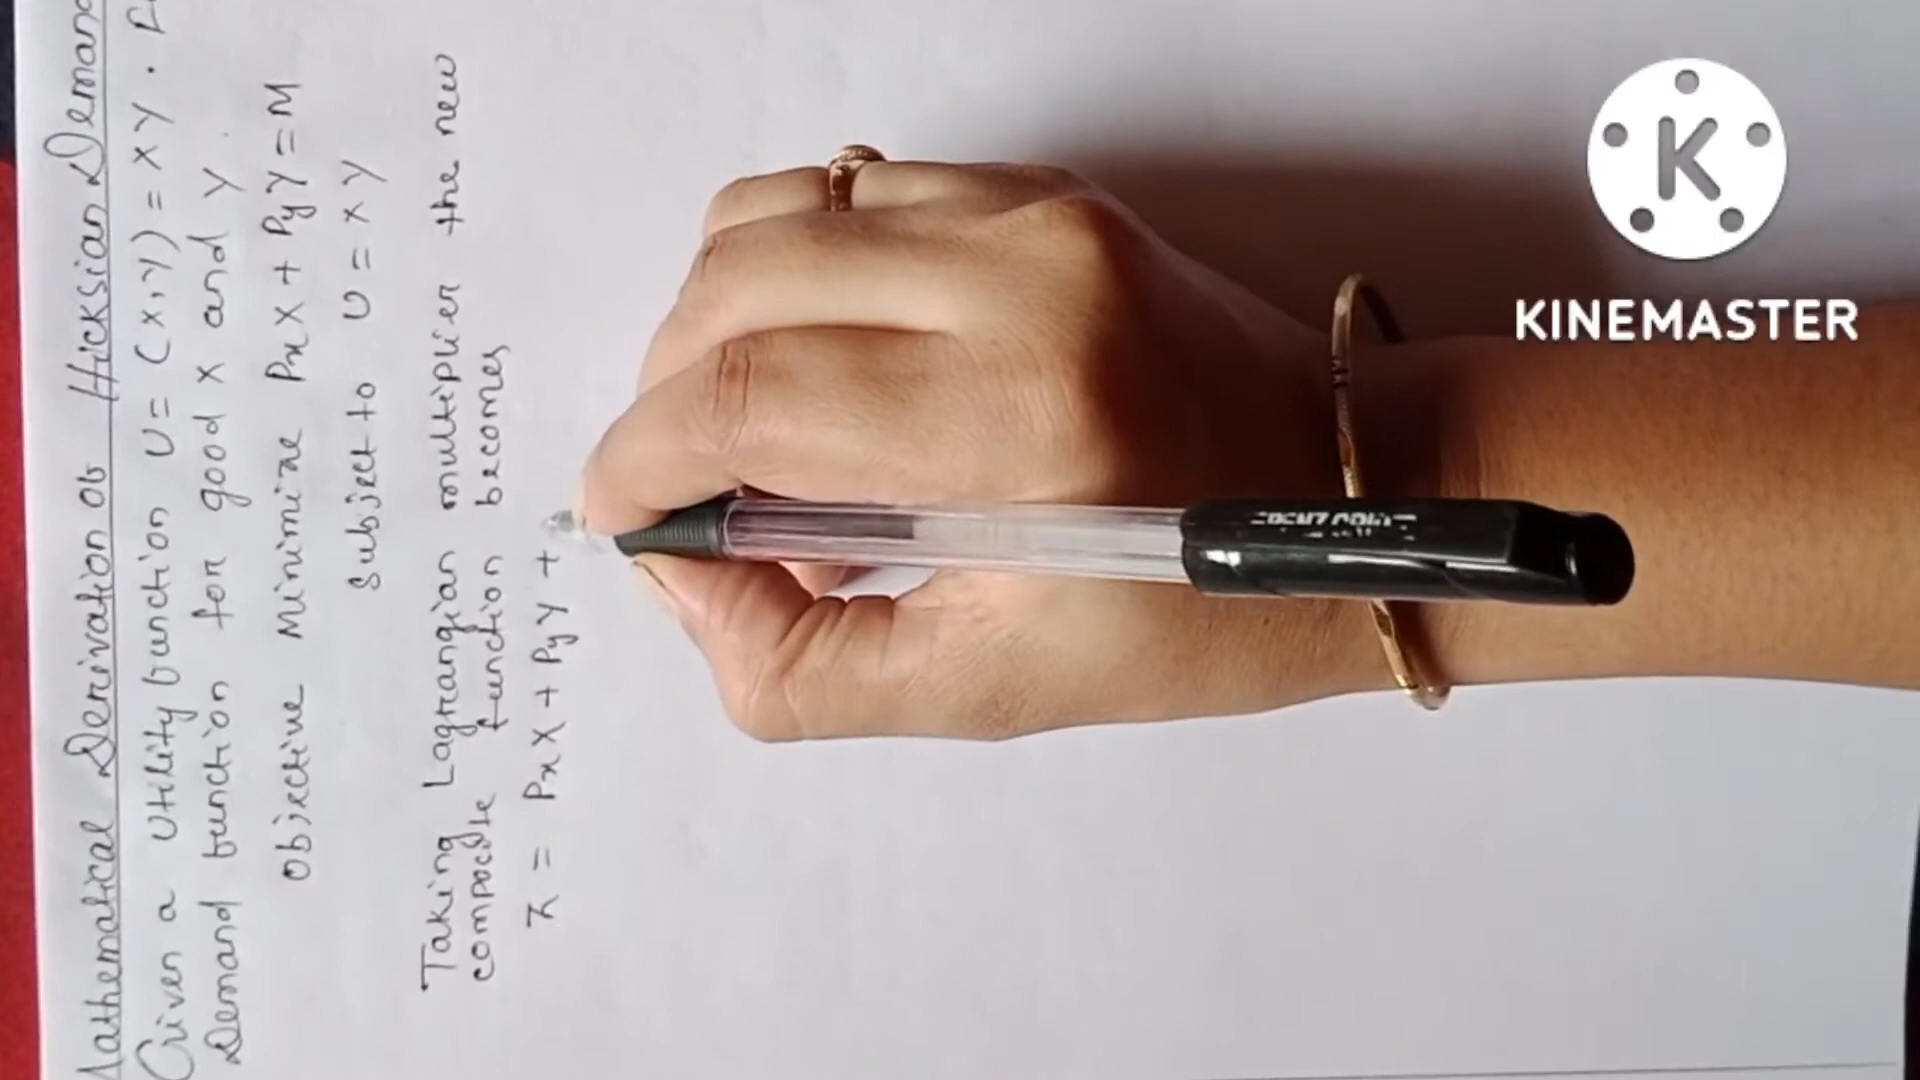 Mathematical Derivation of Hicksian Demand
Given a utility function U = (x,y) = xy.
Demand function for good x and y.
Objective Minimize Pxx + Pyy = M
Subject to U = xy
Taking Lagrangian multiplier the new
composite function becomes
Z = Pxx + Pyy +
K
KINEMASTER